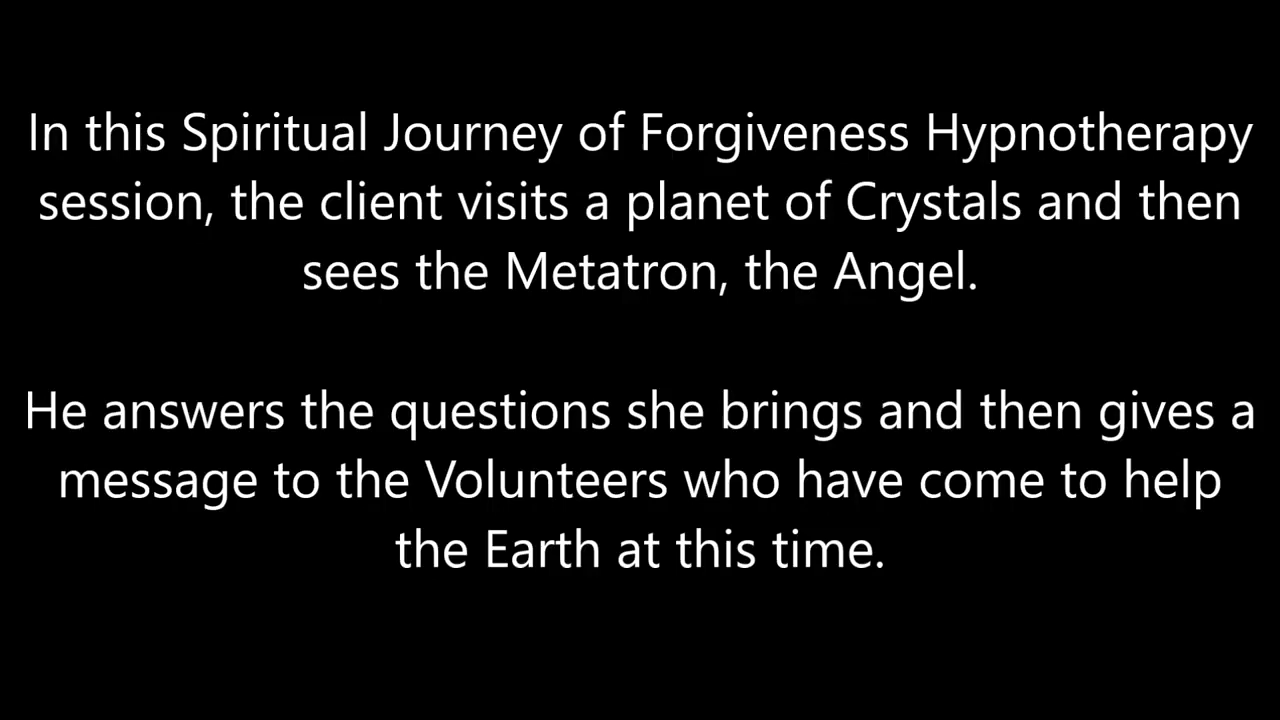 In this Spiritual Journey of Forgiveness Hypnotherapy
session, the client visits a planet of Crystals and then
sees the Metatron, the Angel.
He answers the questions she brings and then gives a
message to the Volunteers who have come to help
the Earth at this time.